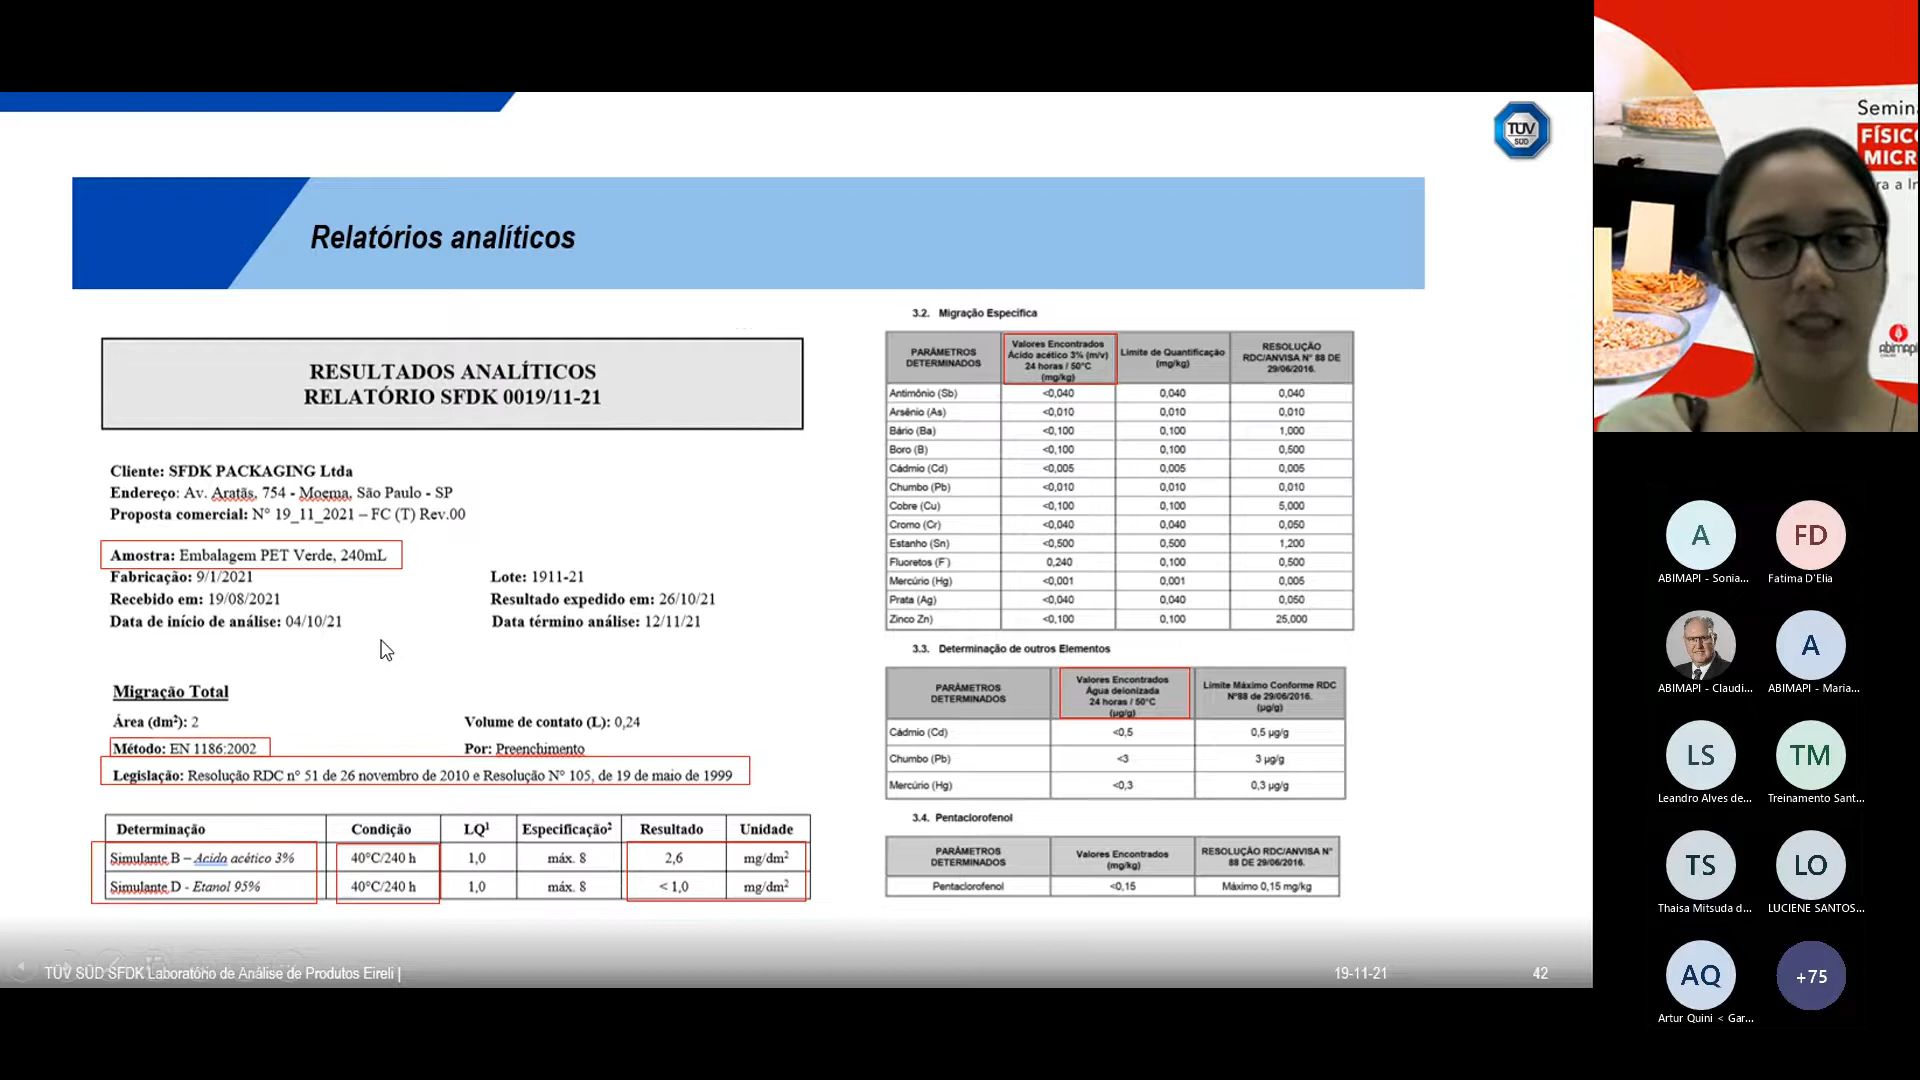 TÜV
SÜD
Relatórios analíticos
RESULTADOS ANALÍTICOS
RELATÓRIO SFDK 0019/11-21
Cliente: SFDK PACKAGING Ltda
Endereço: Av. Aratãs, 754 - Moema, São Paulo - SP
Proposta comercial: N° 19_11_2021 – FC (T) Rev.00
Amostra: Embalagem PET Verde, 240mL
Fabricação: 9/1/2021 Lote: 1911-21
Recebido em: 19/08/2021 Resultado expedido em: 26/10/21
Data de início de análise: 04/10/21 Data término análise: 12/11/21
Migração Total
Área (dm²): 2 Volume de contato (L): 0,24
Método: EN 1186:2002 Por: Preenchimento
Legislação: Resolução RDC n° 51 de 26 novembro de 2010 e Resolução N° 105, de 19 de maio de 1999
Determinação Condição LQ¹ Especificação² Resultado Unidade
Simulante B – Acido acético 3% 40°C/240 h 1,0 máx. 8 2,6 mg/dm²
Simulante D - Etanol 95% 40°C/240 h 1,0 máx. 8 < 1,0 mg/dm²
3.2. Migração Específica
PARÂMETROS DETERMINADOS Valores Encontrados Ácido acético 3% (m/v) 24 horas / 50°C (mg/kg) Limite de Quantificação (mg/kg) RESOLUÇÃO RDC/ANVISA N° 88 DE 29/06/2016.
Antimônio (Sb) <0,040 0,040 0,040
Arsênio (As) <0,010 0,010 0,010
Bário (Ba) <0,100 0,100 1,000
Boro (B) <0,100 0,100 0,500
Cádmio (Cd) <0,005 0,005 0,005
Chumbo (Pb) <0,010 0,010 0,010
Cobre (Cu) <0,100 0,100 5,000
Cromo (Cr) <0,040 0,040 0,050
Estanho (Sn) <0,500 0,500 1,200
Fluoretos (F) 0,240 0,100 0,500
Mercúrio (Hg) <0,001 0,001 0,005
Prata (Ag) <0,040 0,040 0,050
Zinco Zn) <0,100 0,100 25,000
3.3. Determinação de outros Elementos
PARÂMETROS DETERMINADOS Valores Encontrados Água deionizada 24 horas / 50°C (µg/g) Limite Máximo Conforme RDC N°88 de 29/06/2016. (µg/g)
Cádmio (Cd) <0,5 0,5 µg/g
Chumbo (Pb) <3 3 µg/g
Mercúrio (Hg) <0,3 0,3 µg/g
3.4. Pentaclorofenol
PARÂMETROS DETERMINADOS Valores Encontrados (mg/kg) RESOLUÇÃO RDC/ANVISA N° 88 DE 29/06/2016.
Pentaclorofenol <0,15 Máximo 0,15 mg/kg
TÜV SÜD SFDK Laboratório de Análise de Produtos Eireli |
19-11-21
42
Semin
FÍSIC
MICR
ra a In
abimapi
A FD
ABIMAPI - Sonia... Fatima D'Elia
A
ABIMAPI - Claudi... ABIMAPI - Maria...
LS TM
Leandro Alves de... Treinamento Sant...
TS LO
Thaisa Mitsuda d... LUCIENE SANTOS...
AQ +75
Artur Quini < Gar...